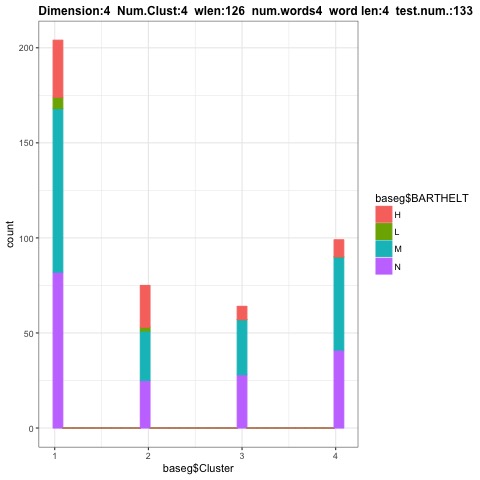 Dimension:4 Num.Clust:4 wlen:126 num.words4 word len:4 test.num.:133
200
150
100
50
0
count
1 2 3 4
baseg$Cluster
baseg$BARTHELT
H
L
M
N